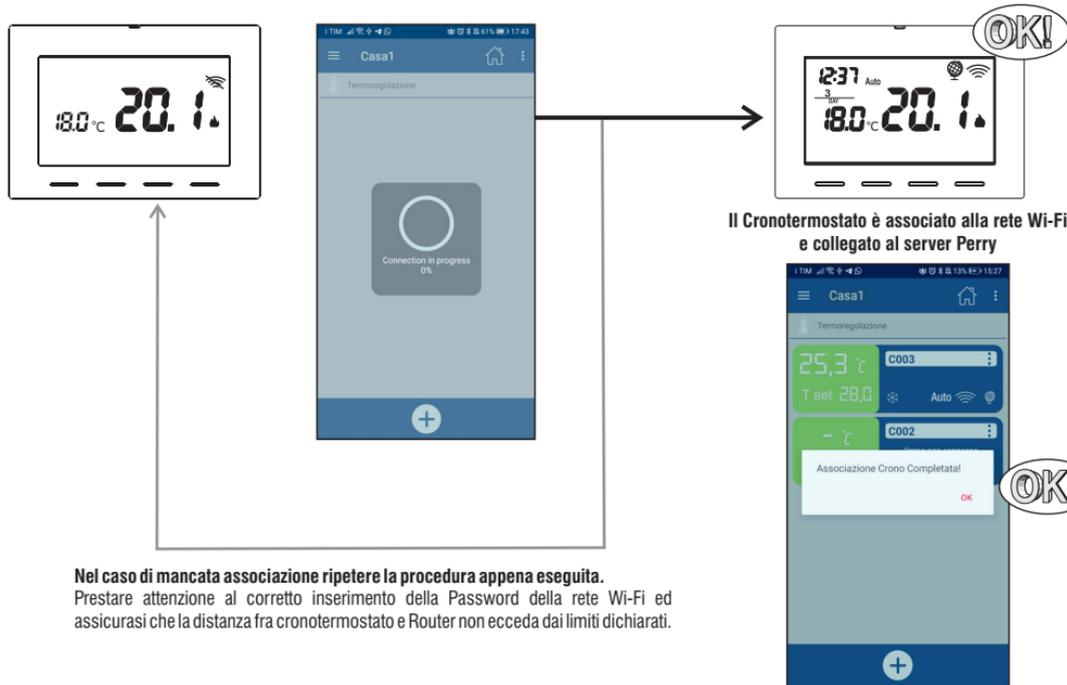 18.0 °C 20.1
I TIM 61% 17:43
Casa1
Termoregolazione
Connection in progress
0%
OK!
12:37 Auto
3
DAY
18.0 °C 20.1
Il Cronotermostato è associato alla rete Wi-Fi
e collegato al server Perry
I TIM 13% 15:27
Casa1
Termoregolazione
25,3 °C
C003
T set 28,0
Auto
- °C
C002
Associazione Crono Completata!
OK
OK
Nel caso di mancata associazione ripetere la procedura appena eseguita.
Prestare attenzione al corretto inserimento della Password della rete Wi-Fi ed
assicurasi che la distanza fra cronotermostato e Router non ecceda dai limiti dichiarati.